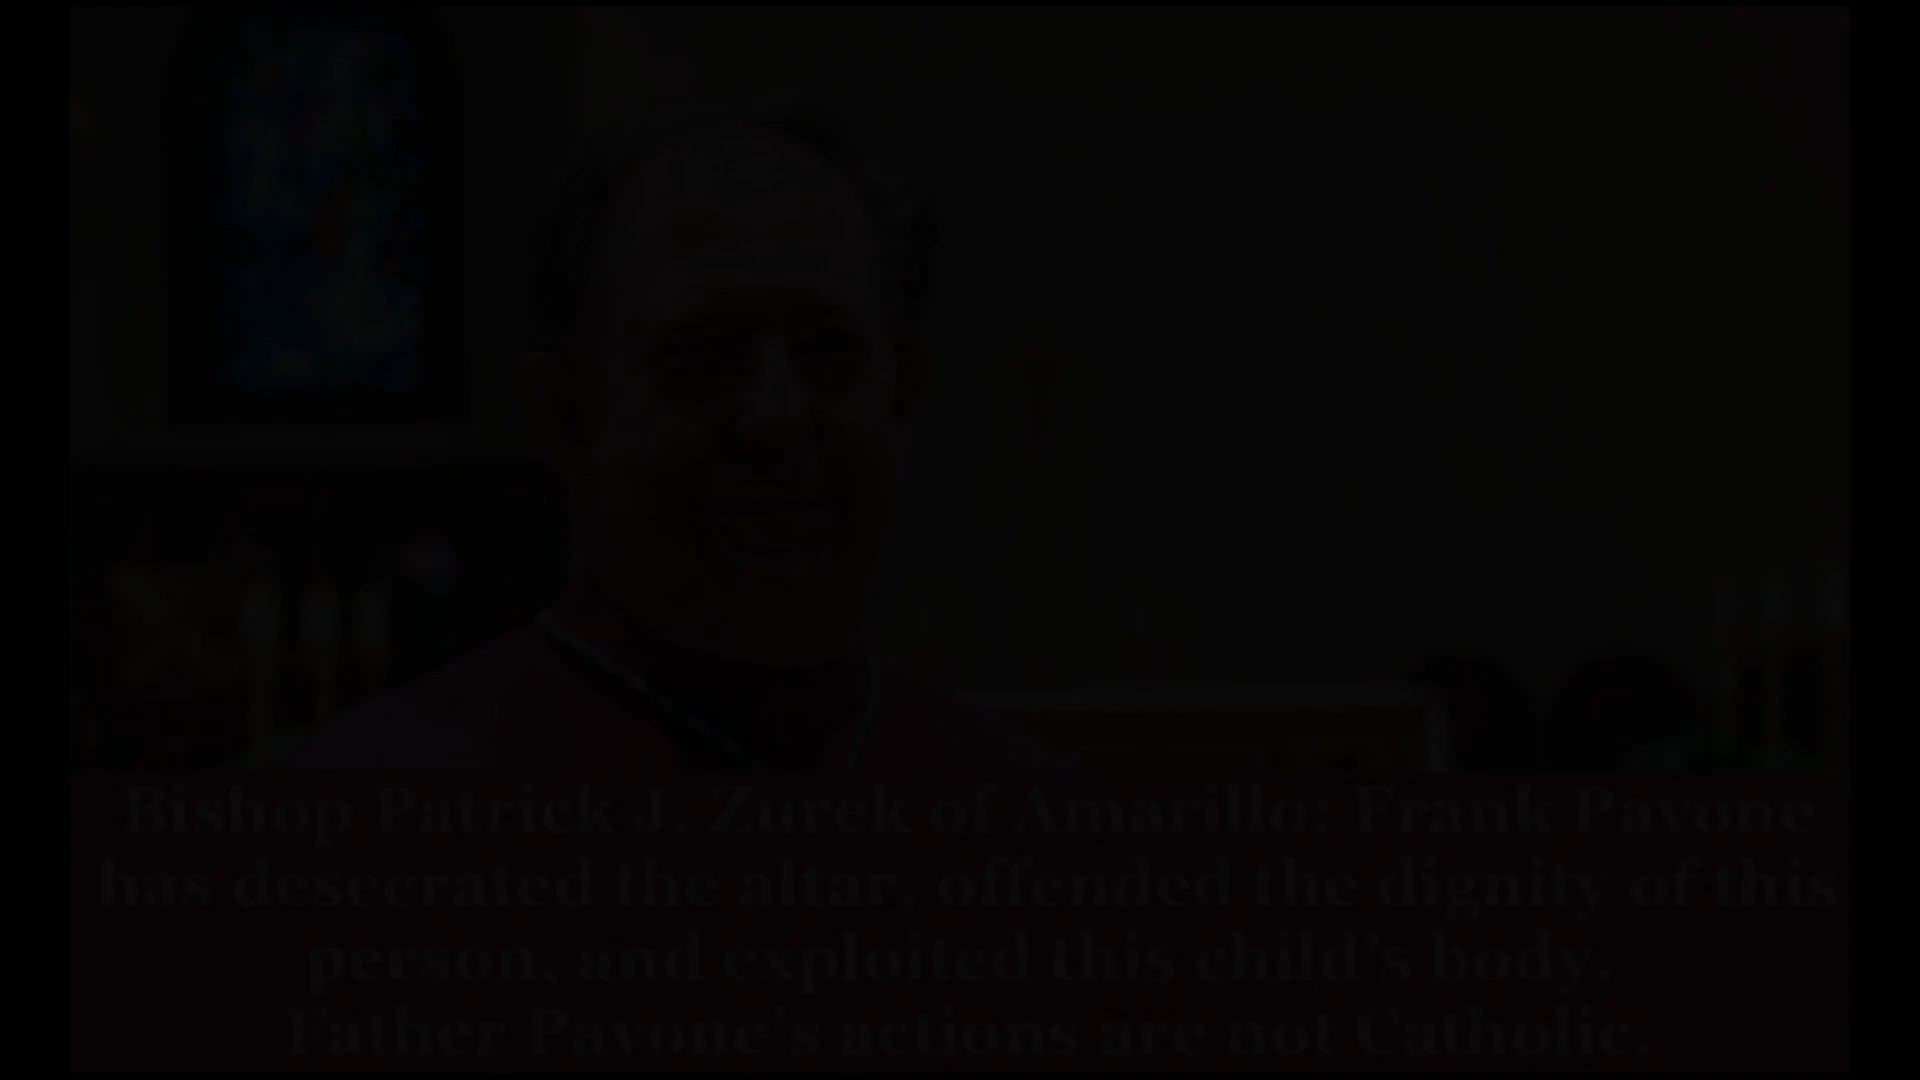 Bishop Patrick J. Zurek of Amarillo: Frank Pavone
has desecrated the altar, offended the dignity of this
person, and exploited this child's body.
Father Pavone's actions are not Catholic.